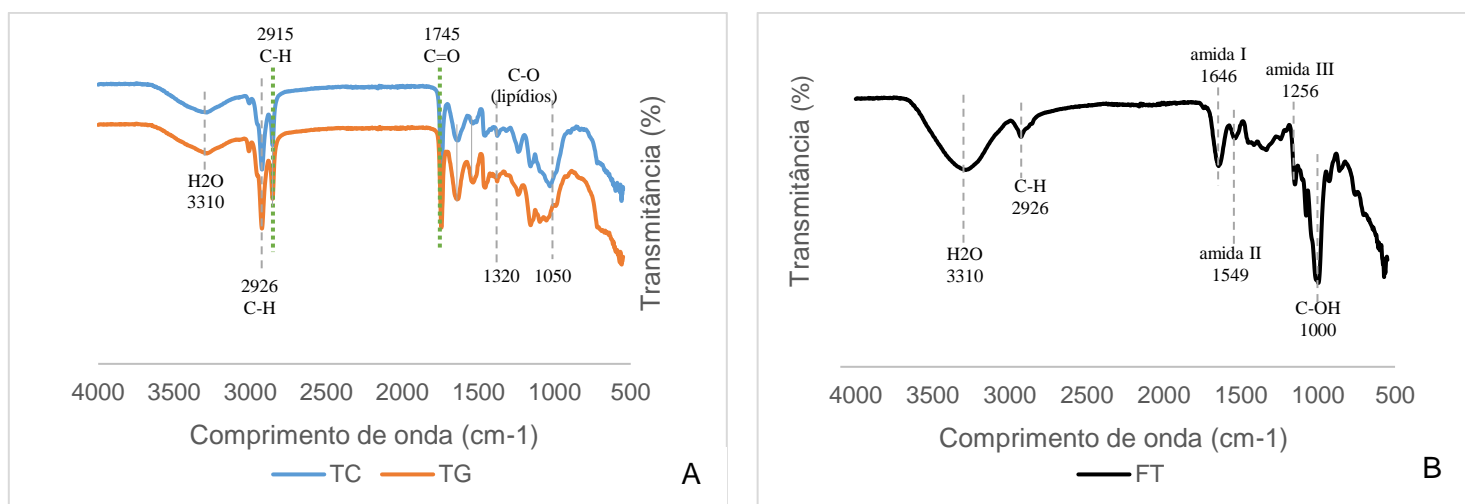 2915
C-H
1745
C=O
C-O
(lipídios)
H2O
3310
2926
C-H
1320
1050
Transmitância (%)
4000
3500
3000
2500
2000
1500
1000
500
Comprimento de onda (cm-1)
TC
TG
A
Transmitância (%)
amida I
1646
amida III
1256
C-H
2926
H2O
3310
amida II
1549
C-OH
1000
4000
3500
3000
2500
2000
1500
1000
500
Comprimento de onda (cm-1)
FT
B